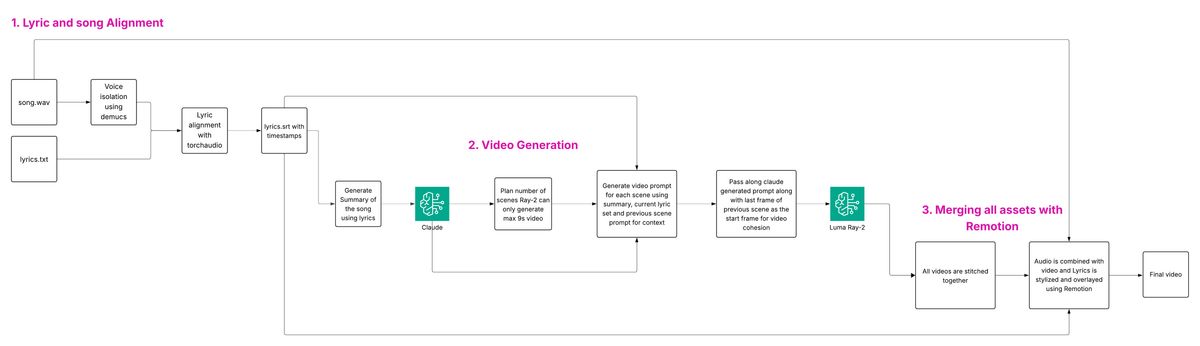 1. Lyric and song Alignment
song.wav
Voice
isolation
using
demucs
lyrics.txt
Lyric
alignment
with
torchaudio
lyrics.srt with
timestamps
2. Video Generation
Generate
Summary of
the song
using lyrics
Claude
Plan number of
scenes Ray-2 can
only generate
max 9s video
Generate video prompt
for each scene using
summary, current lyric
set and previous scene
prompt for context
Pass along claude
generated prompt along
with last frame of
previous scene as the
start frame for video
cohesion
Luma Ray-2
3. Merging all assets with
Remotion
All videos are stitched
together
Audio is combined with
video and Lyrics is
stylized and overlayed
using Remotion
Final video